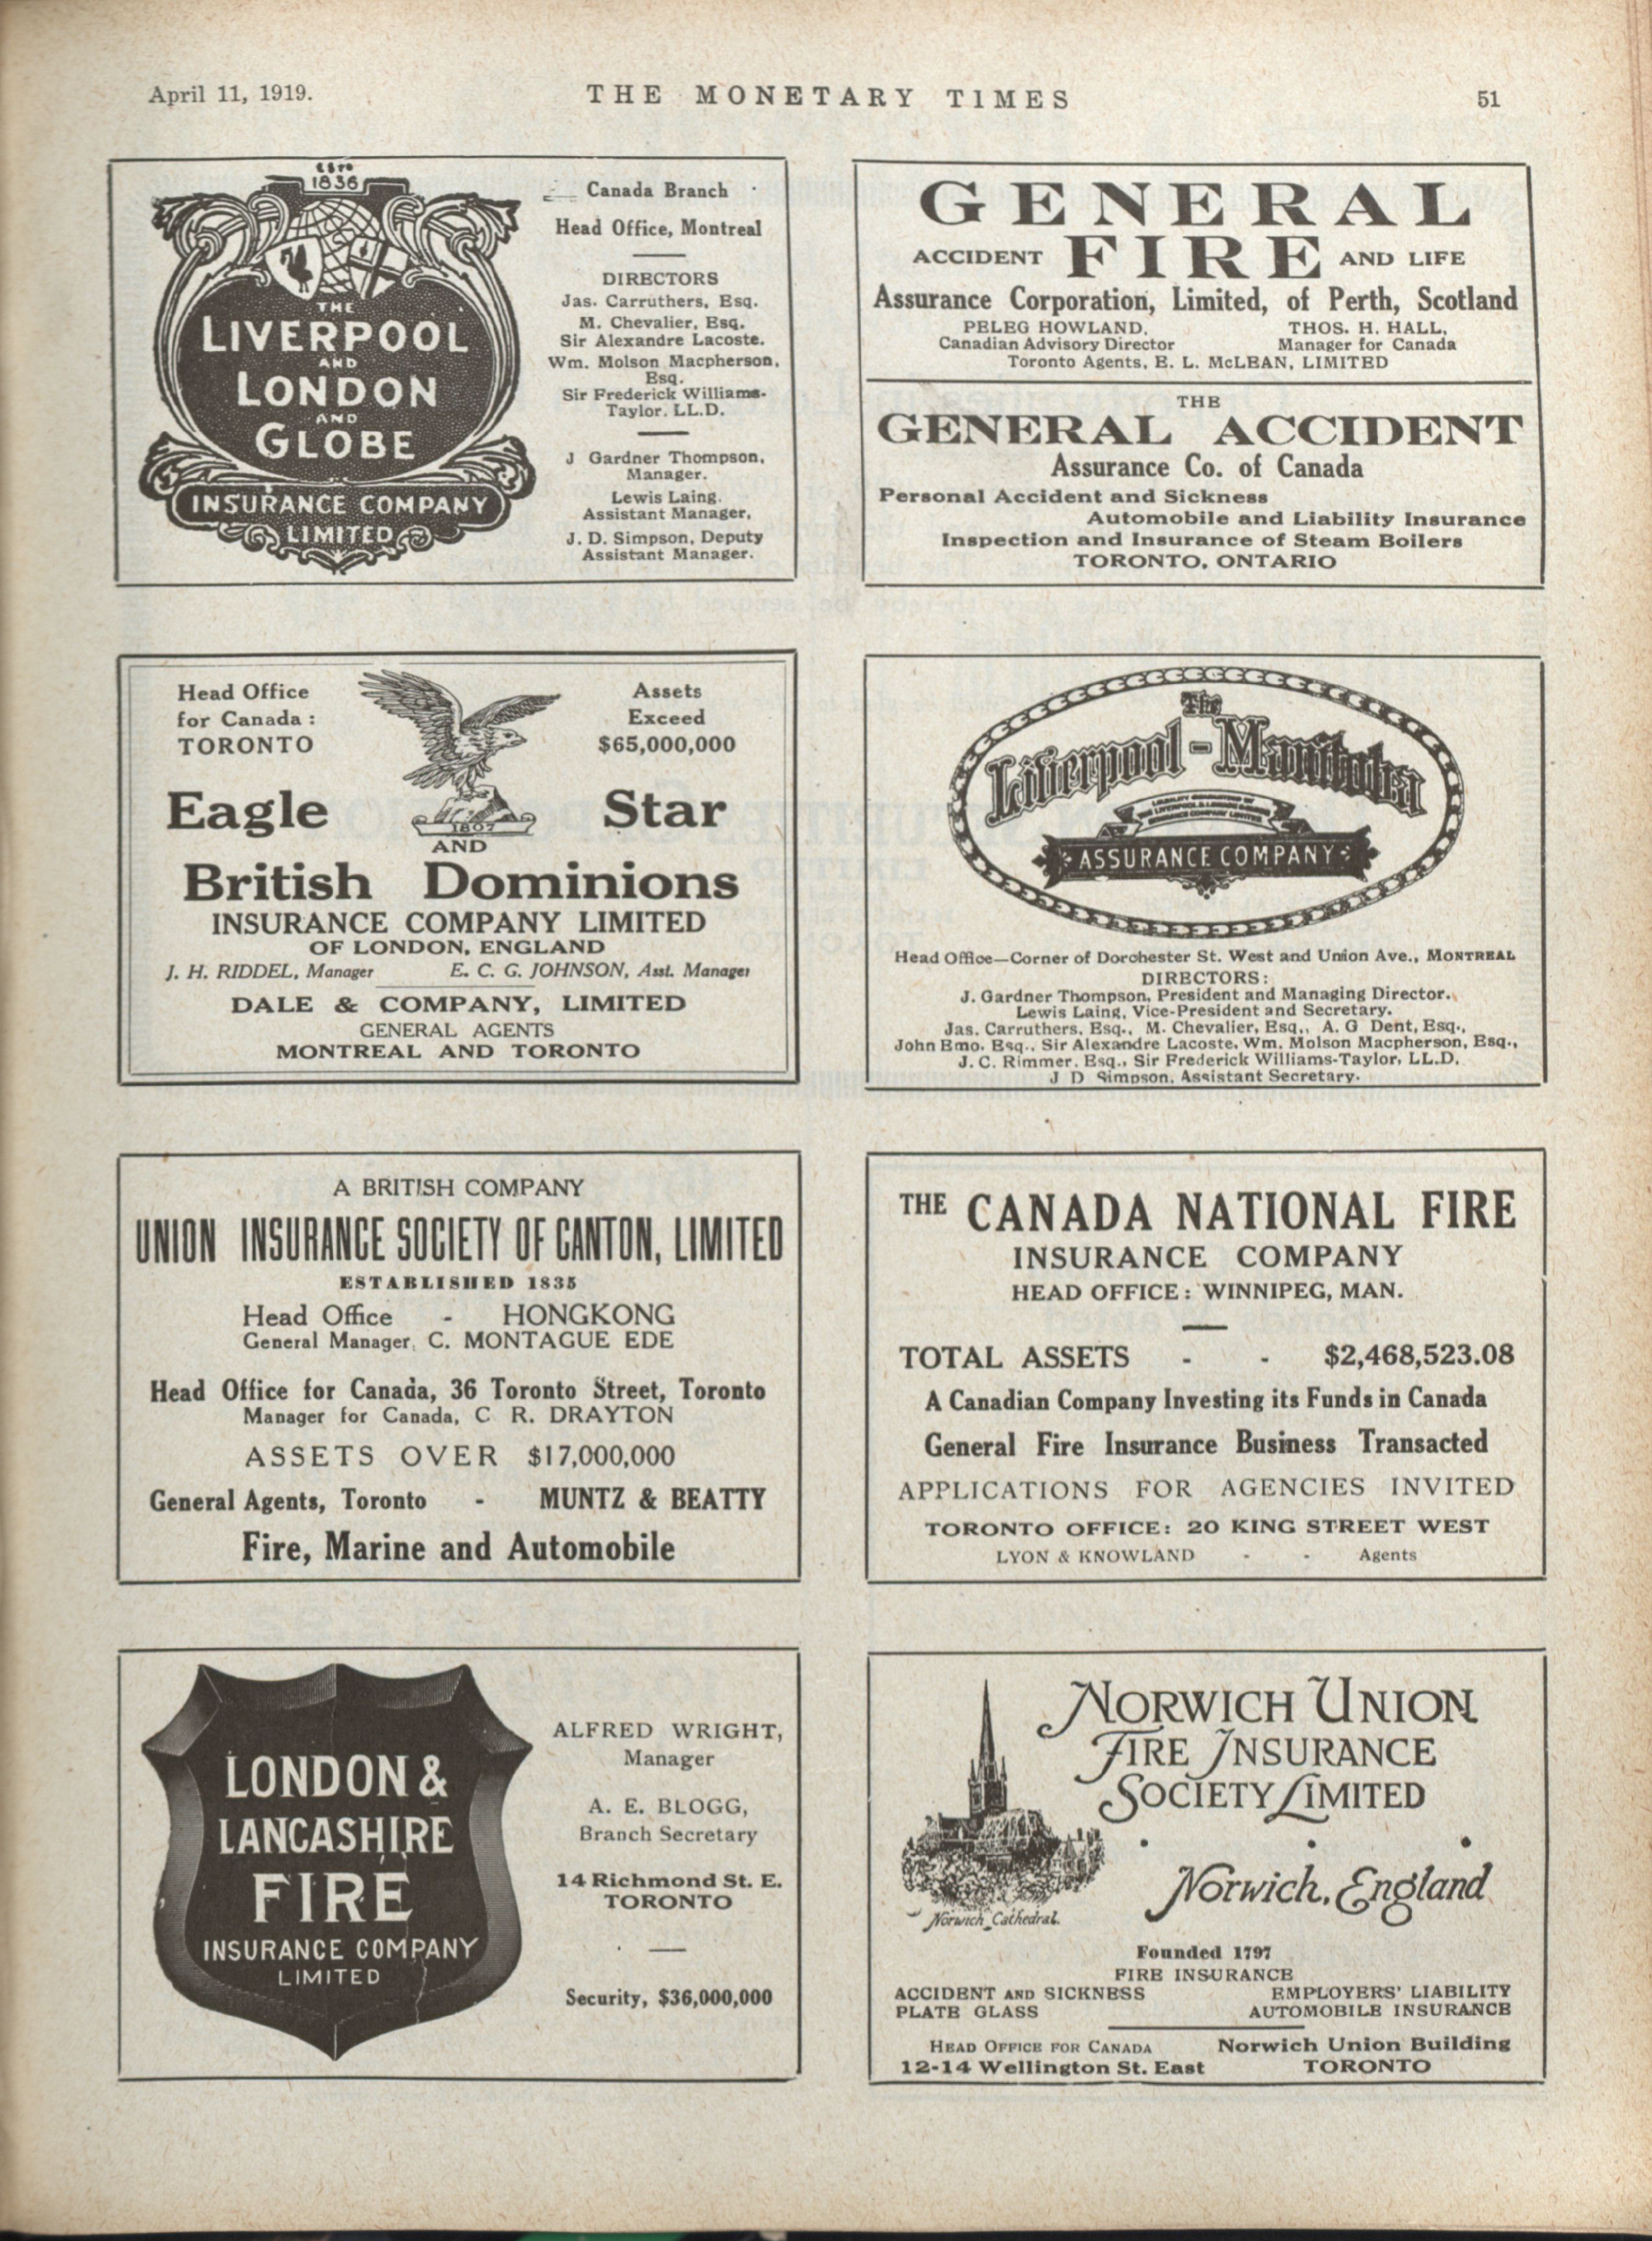 April 11, 1919.
THE MONETARY TIMES
51
ESTD
1836
THE
LIVERPOOL
AND
LONDON
AND
GLOBE
INSURANCE COMPANY
LIMITED
Canada Branch
Head Office, Montreal
DIRECTORS
Jas. Carruthers, Esq.
M. Chevalier, Esq.
Sir Alexandre Lacoste.
Wm. Molson Macpherson,
Esq.
Sir Frederick Williams-
Taylor, LL.D.
J Gardner Thompson,
Manager.
Lewis Laing,
Assistant Manager,
J. D. Simpson, Deputy
Assistant Manager.
GENERAL
ACCIDENT FIRE AND LIFE
Assurance Corporation, Limited, of Perth, Scotland
PELEG HOWLAND, THOS. H. HALL,
Canadian Advisory Director Manager for Canada
Toronto Agents, E. L. McLEAN, LIMITED
THE
GENERAL ACCIDENT
Assurance Co. of Canada
Personal Accident and Sickness
Automobile and Liability Insurance
Inspection and Insurance of Steam Boilers
TORONTO, ONTARIO
Head Office
for Canada :
TORONTO
Assets
Exceed
$65,000,000
Eagle Star
1807
AND
British Dominions
INSURANCE COMPANY LIMITED
OF LONDON, ENGLAND
J. H. RIDDEL, Manager E. C. G. JOHNSON, Asst. Manager
DALE & COMPANY, LIMITED
GENERAL AGENTS
MONTREAL AND TORONTO
The
Liverpool-Manitoba
ASSURANCE COMPANY
Head Office—Corner of Dorchester St. West and Union Ave., MONTREAL
DIRECTORS:
J. Gardner Thompson, President and Managing Director.
Lewis Laing, Vice-President and Secretary.
Jas. Carruthers, Esq., M. Chevalier, Esq., A. G Dent, Esq.,
John Emo, Esq., Sir Alexandre Lacoste, Wm. Molson Macpherson, Esq.,
J. C. Rimmer, Esq., Sir Frederick Williams-Taylor, LL.D.
J D Simpson, Assistant Secretary.
A BRITISH COMPANY
UNION INSURANCE SOCIETY OF CANTON, LIMITED
ESTABLISHED 1835
Head Office - HONGKONG
General Manager, C. MONTAGUE EDE
Head Office for Canada, 36 Toronto Street, Toronto
Manager for Canada, C R. DRAYTON
ASSETS OVER $17,000,000
General Agents, Toronto - MUNTZ & BEATTY
Fire, Marine and Automobile
THE CANADA NATIONAL FIRE
INSURANCE COMPANY
HEAD OFFICE: WINNIPEG, MAN.
TOTAL ASSETS - - $2,468,523.08
A Canadian Company Investing its Funds in Canada
General Fire Insurance Business Transacted
APPLICATIONS FOR AGENCIES INVITED
TORONTO OFFICE: 20 KING STREET WEST
LYON & KNOWLAND - - Agents
LONDON &
LANCASHIRE
FIRE
INSURANCE COMPANY
LIMITED
ALFRED WRIGHT,
Manager
A. E. BLOGG,
Branch Secretary
14 Richmond St. E.
TORONTO
Security, $36,000,000
NORWICH UNION
FIRE INSURANCE
SOCIETY LIMITED
Norwich, England
Norwich Cathedral.
Founded 1797
FIRE INSURANCE
ACCIDENT AND SICKNESS EMPLOYERS' LIABILITY
PLATE GLASS AUTOMOBILE INSURANCE
HEAD OFFICE FOR CANADA Norwich Union Building
12-14 Wellington St. East TORONTO